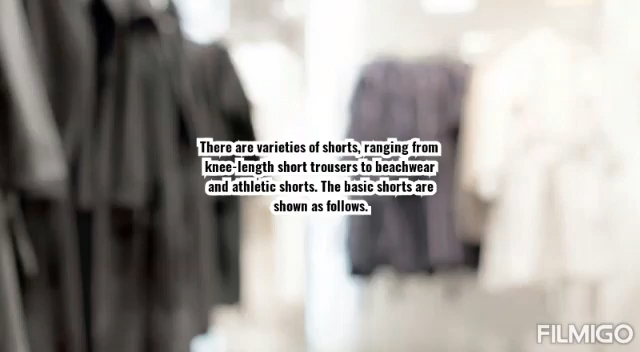 There are varieties of shorts, ranging from
knee-length short trousers to beachwear
and athletic shorts. The basic shorts are
shown as follows.
FILMIGO